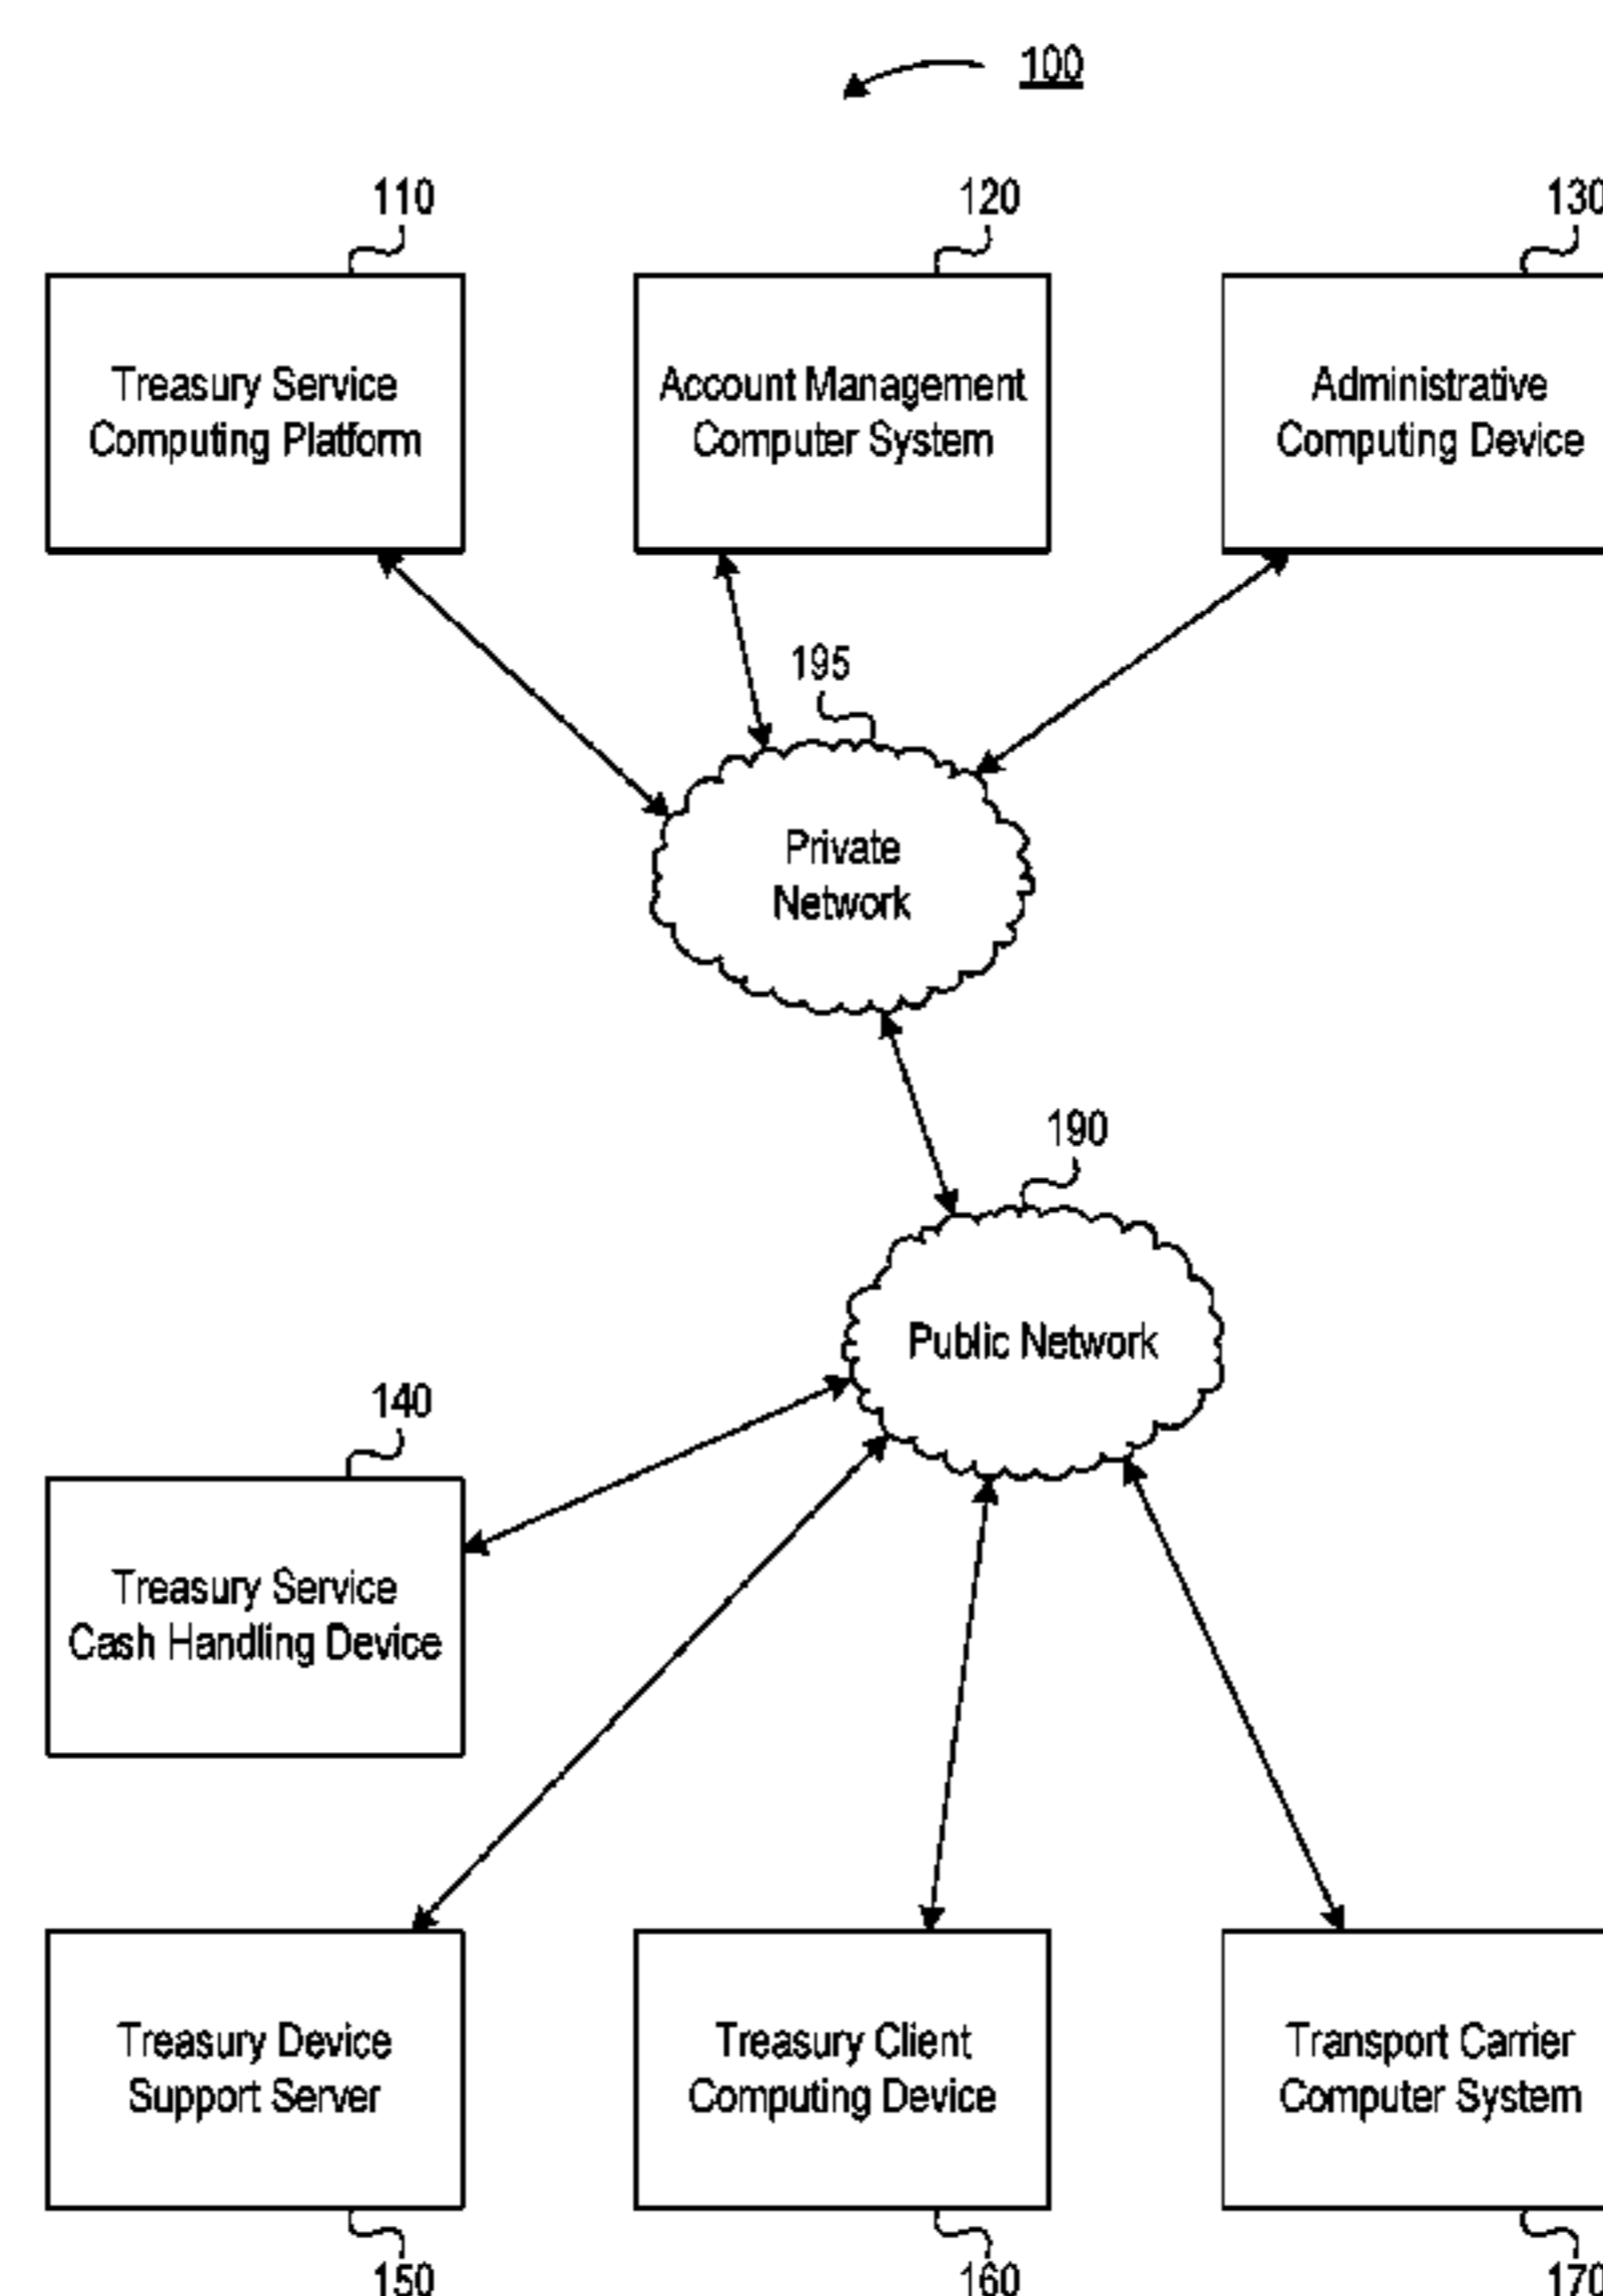 100
110
120
130
Treasury Service
Computing Platform
Account Management
Computer System
Administrative
Computing Device
195
Private
Network
190
Public Network
140
Treasury Service
Cash Handling Device
Treasury Device
Support Server
Treasury Client
Computing Device
Transport Carrier
Computer System
150
160
170